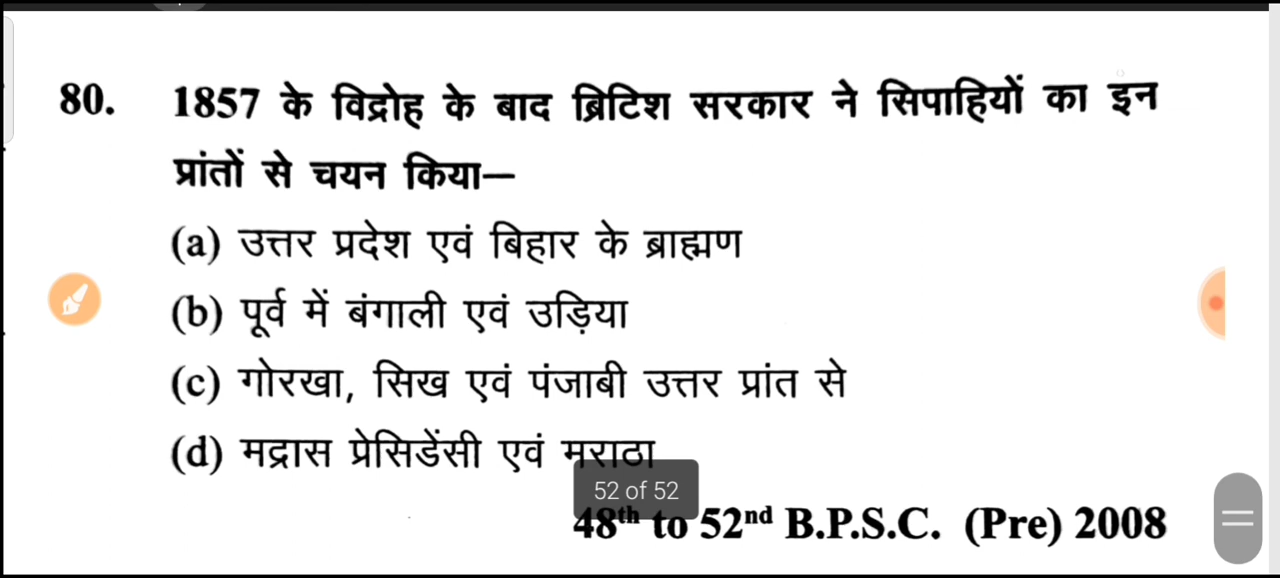 80. 1857 के विद्रोह के बाद ब्रिटिश सरकार ने सिपाहियों का इन
प्रांतों से चयन किया—
(a) उत्तर प्रदेश एवं बिहार के ब्राह्मण
(b) पूर्व में बंगाली एवं उड़िया
(c) गोरखा, सिख एवं पंजाबी उत्तर प्रांत से
(d) मद्रास प्रेसिडेंसी एवं मराठा
52 of 52
48th to 52nd B.P.S.C. (Pre) 2008